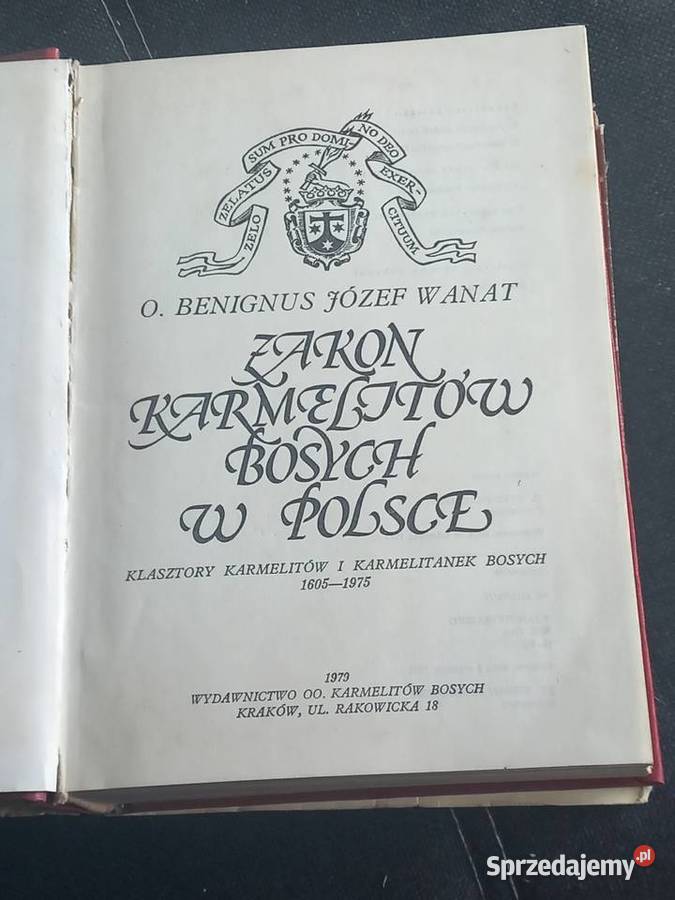 ZELO ZELATUS SUM PRO DOMINO DEO EXERCITUUM
O. BENIGNUS JÓZEF WANAT
ZAKON
KARMELITÓW
BOSYCH
W POLSCE
KLASZTORY KARMELITÓW I KARMELITANEK BOSYCH
1605—1975
1979
WYDAWNICTWO OO. KARMELITÓW BOSYCH
KRAKÓW, UL. RAKOWICKA 18
Sprzedajemy.pl